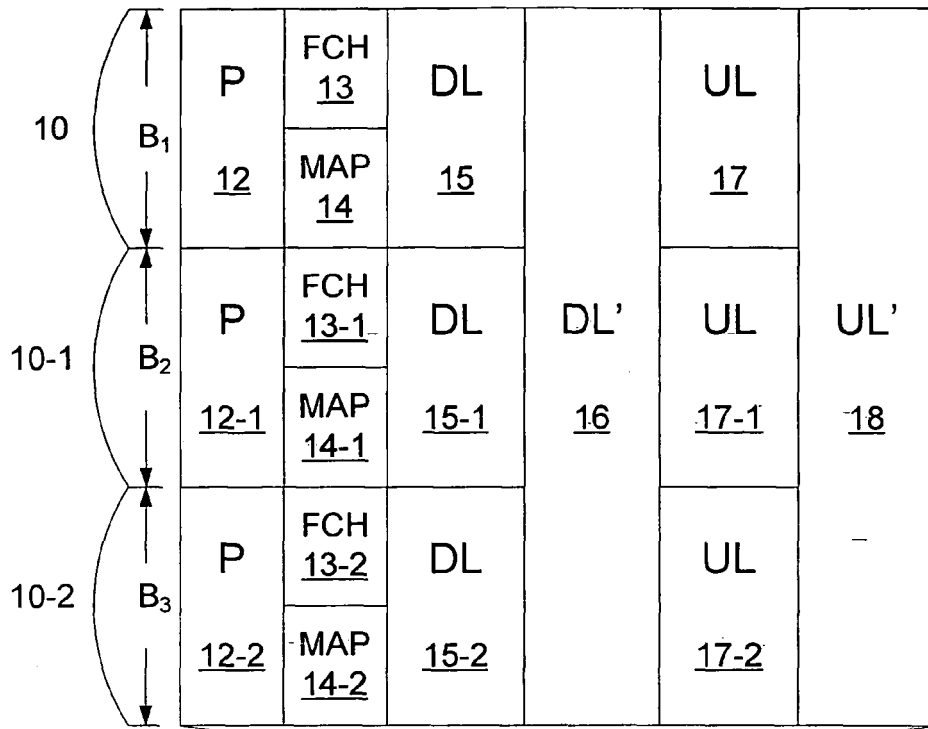 10
B1
P
12
FCH
13
MAP
14
DL
15
UL
17
10-1
B2
P
12-1
FCH
13-1
MAP
14-1
DL
15-1
DL'
16
UL
17-1
UL'
18
10-2
B3
P
12-2
FCH
13-2
MAP
14-2
DL
15-2
UL
17-2